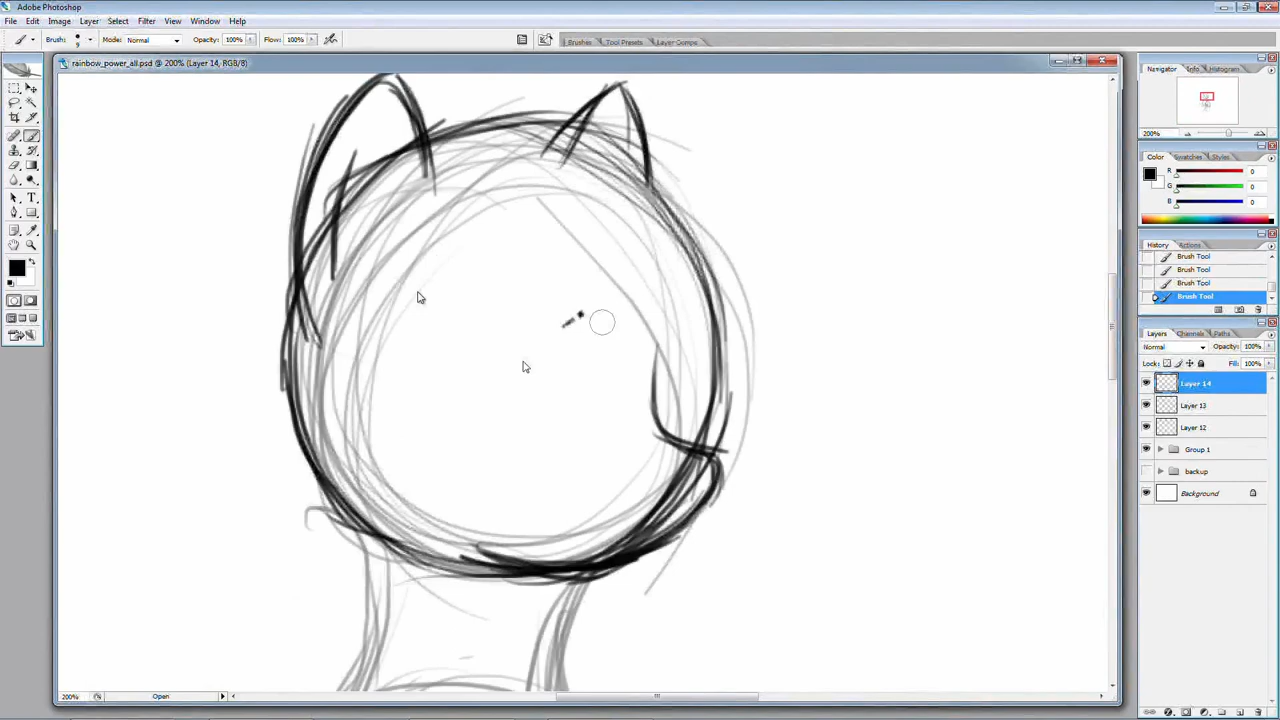 Adobe Photoshop
File Edit Image Layer Select Filter View Window Help
Brush: 9 Mode: Normal Opacity: 100% Flow: 100% Brushes Tool Presets Layer Comps
rainbow_power_all.psd @ 200% (Layer 14, RGB/8)
Navigator Info Histogram
200%
Color Swatches Styles
R 0
G 0
B 0
History Actions
Brush Tool
Brush Tool
Brush Tool
Brush Tool
Layers Channels Paths
Normal Opacity: 100%
Lock: Fill: 100%
Layer 14
Layer 13
Layer 12
Group 1
backup
Background
200% Open